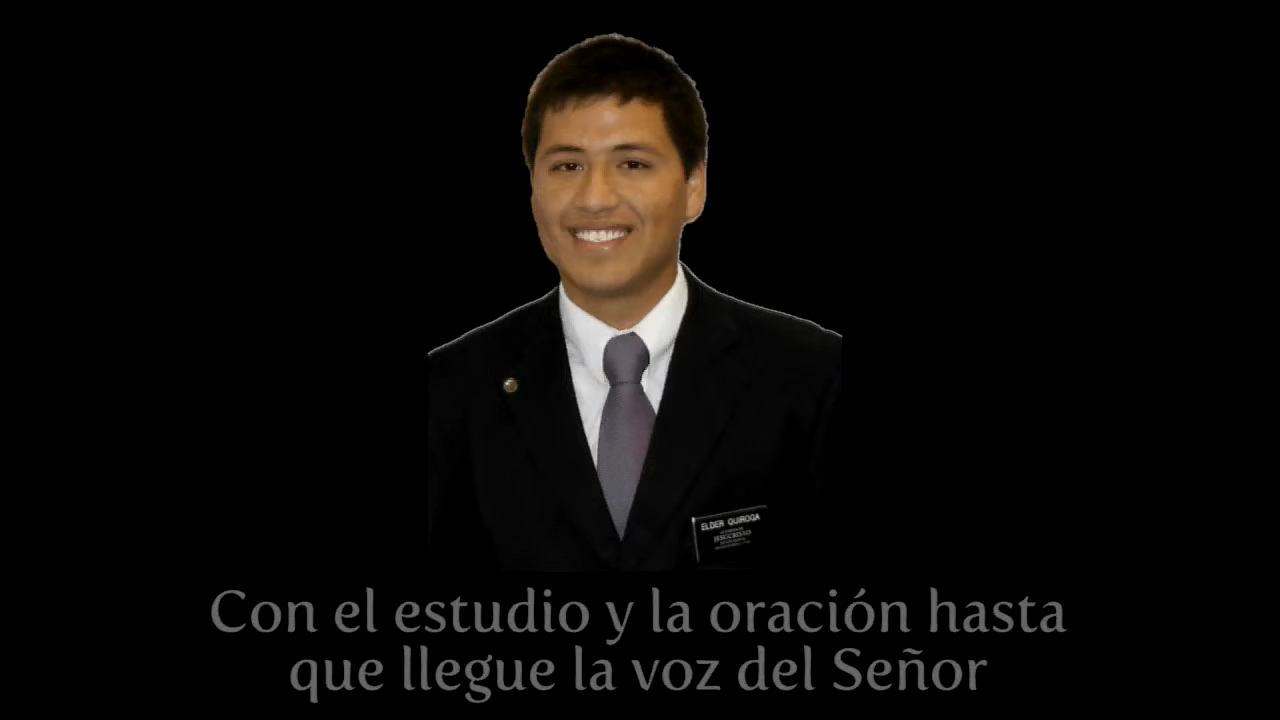 ELDER QUIROGA
JESUCRISTO
Con el estudio y la oración hasta
que llegue la voz del Señor